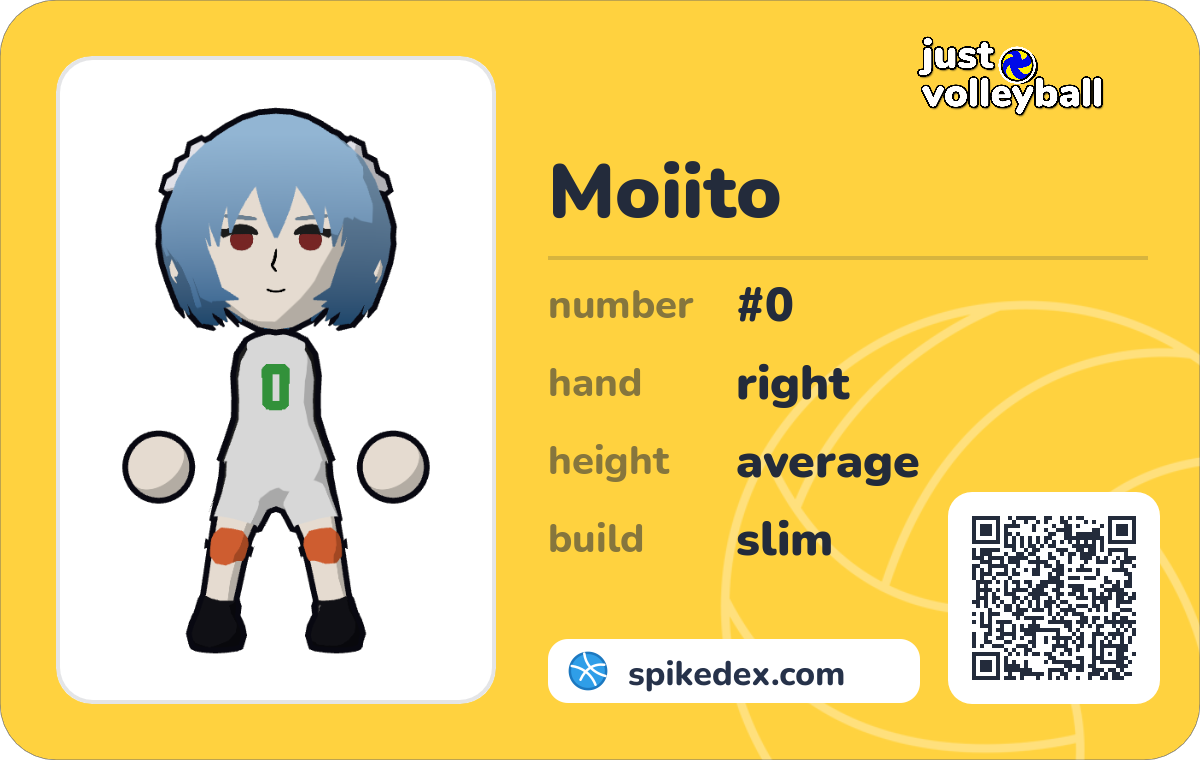 just
volleyball
Moiito
number #0
hand right
height average
build slim
0
spikedex.com